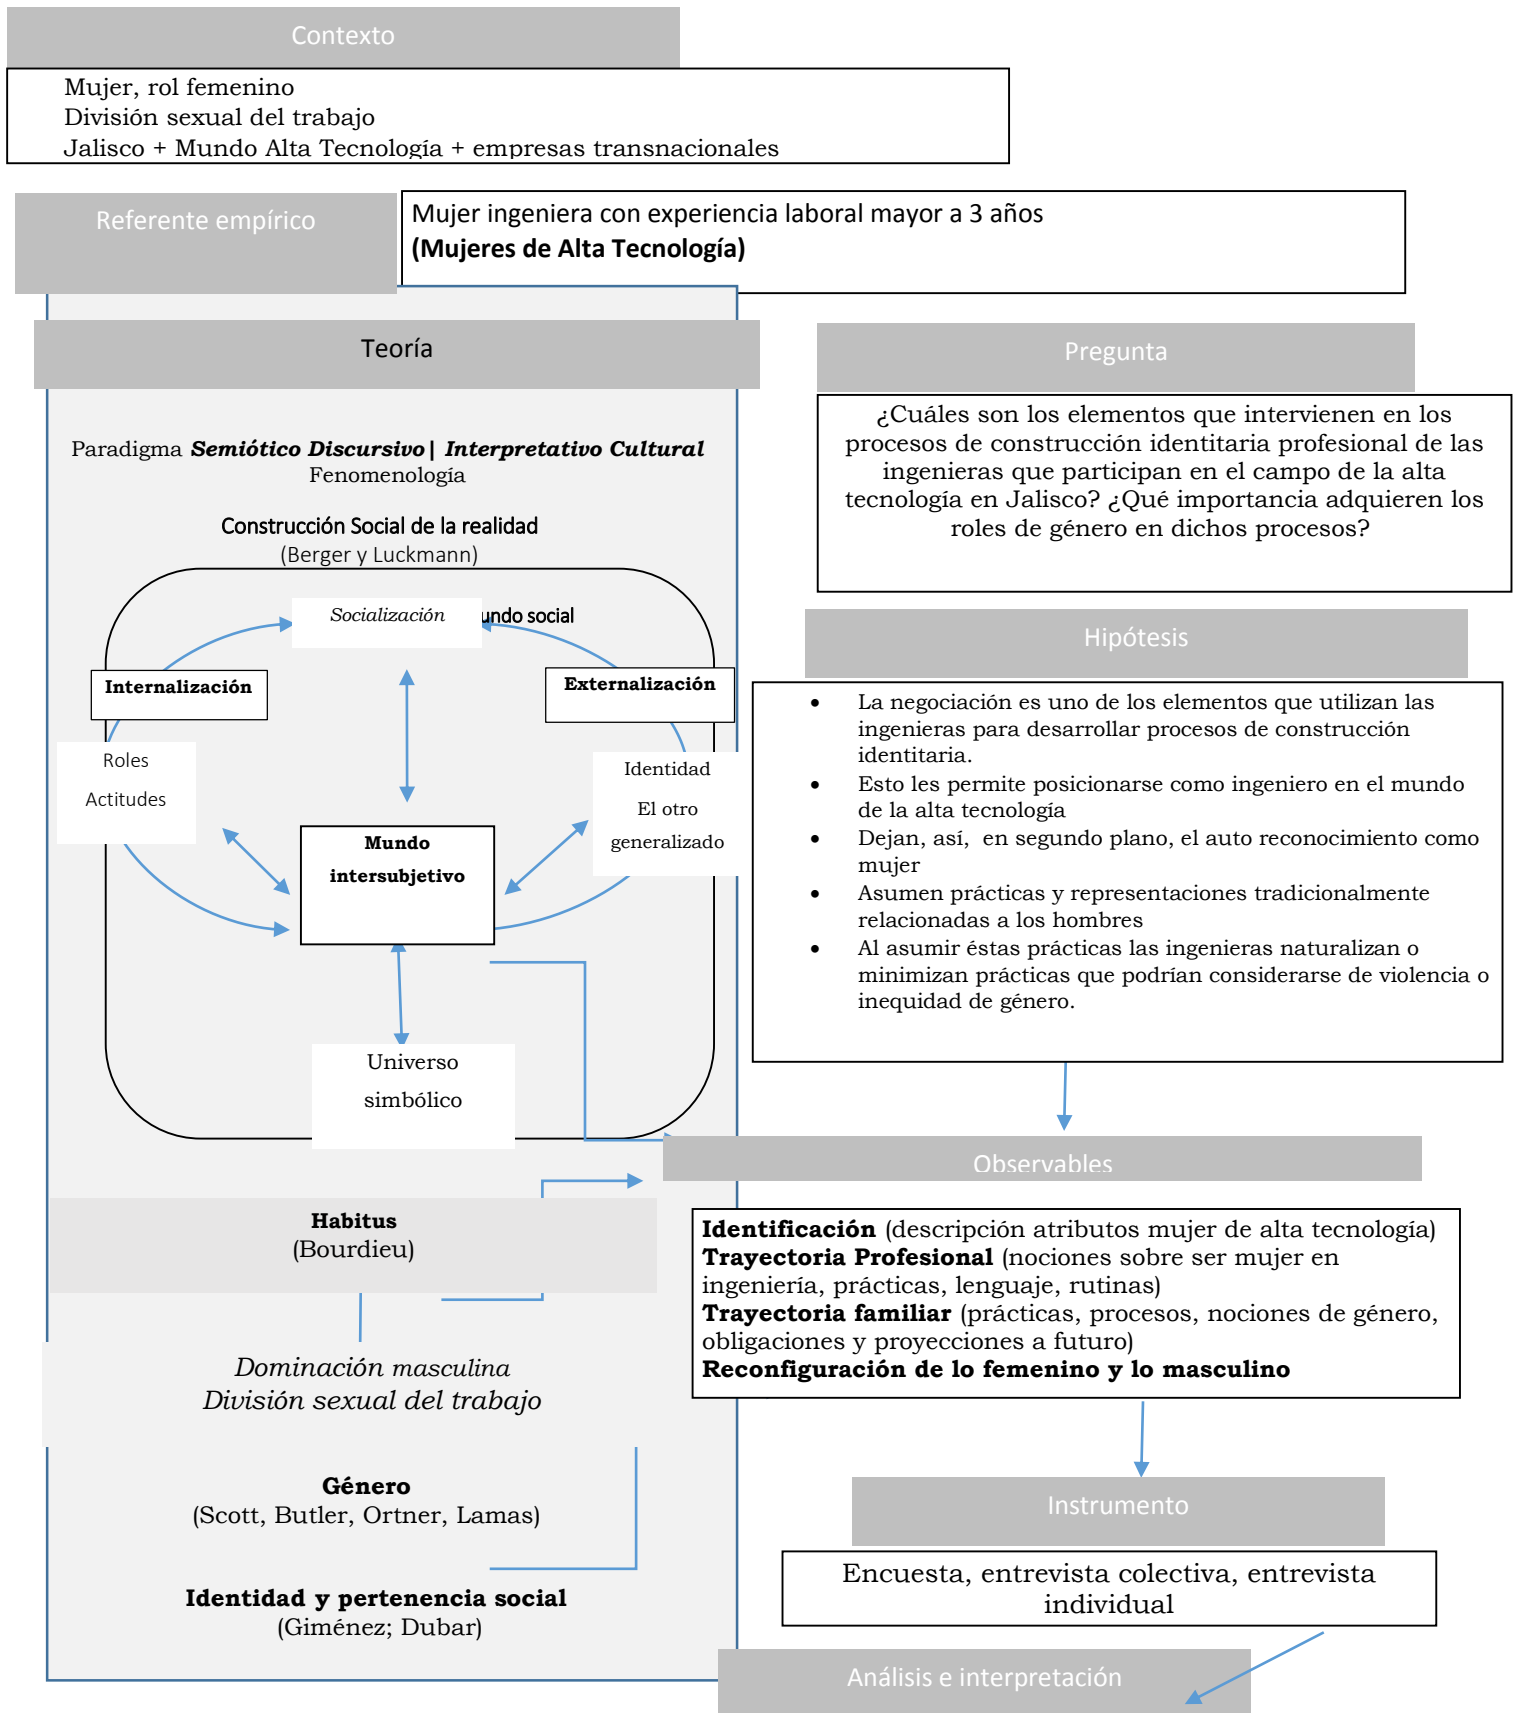 Contexto
Mujer, rol femenino
División sexual del trabajo
Jalisco + Mundo Alta Tecnología + empresas transnacionales
Referente empírico
Mujer ingeniera con experiencia laboral mayor a 3 años
(Mujeres de Alta Tecnología)
Teoría
Paradigma Semiótico Discursivo| Interpretativo Cultural
Fenomenología
Construcción Social de la realidad
(Berger y Luckmann)
Socialización
undo social
Internalización
Externalización
Roles
Actitudes
Identidad
El otro
generalizado
Mundo
intersubjetivo
Universo
simbólico
Habitus
(Bourdieu)
Dominación masculina
División sexual del trabajo
Género
(Scott, Butler, Ortner, Lamas)
Identidad y pertenencia social
(Giménez; Dubar)
Pregunta
¿Cuáles son los elementos que intervienen en los
procesos de construcción identitaria profesional de las
ingenieras que participan en el campo de la alta
tecnología en Jalisco? ¿Qué importancia adquieren los
roles de género en dichos procesos?
Hipótesis
• La negociación es uno de los elementos que utilizan las
ingenieras para desarrollar procesos de construcción
identitaria.
• Esto les permite posicionarse como ingeniero en el mundo
de la alta tecnología
• Dejan, así, en segundo plano, el auto reconocimiento como
mujer
• Asumen prácticas y representaciones tradicionalmente
relacionadas a los hombres
• Al asumir éstas prácticas las ingenieras naturalizan o
minimizan prácticas que podrían considerarse de violencia o
inequidad de género.
Observables
Identificación (descripción atributos mujer de alta tecnología)
Trayectoria Profesional (nociones sobre ser mujer en
ingeniería, prácticas, lenguaje, rutinas)
Trayectoria familiar (prácticas, procesos, nociones de género,
obligaciones y proyecciones a futuro)
Reconfiguración de lo femenino y lo masculino
Instrumento
Encuesta, entrevista colectiva, entrevista
individual
Análisis e interpretación